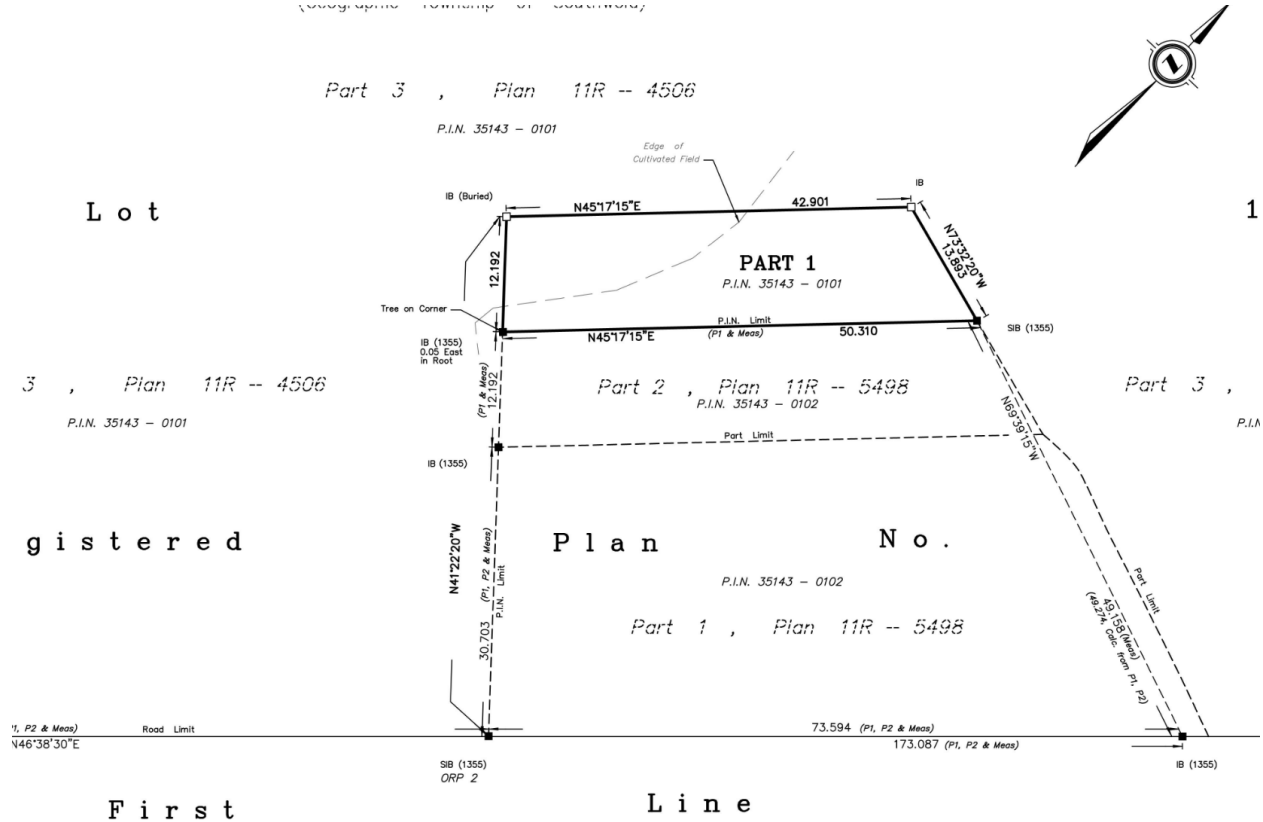 (Geographic Township of Southwold)
Part 3 , Plan 11R -- 4506
P.I.N. 35143 - 0101
Edge of
Cultivated Field
IB (Buried)
IB
Lot
1
N45°17'15"E
42.901
N73°32'20"W
13.893
12.192
PART 1
P.I.N. 35143 - 0101
Tree on Corner
P.I.N. Limit
(P1 & Meas)
N45°17'15"E
50.310
SIB (1355)
IB (1355)
0.05 East
in Root
(P1 & Meas)
12.192
3 , Plan 11R -- 4506
P.I.N. 35143 - 0101
Part 2 , Plan 11R -- 5498
P.I.N. 35143 - 0102
Part 3 ,
P.I.N
N69°39'15"W
Part Limit
IB (1355)
gistered
Plan
No.
N41°22'20"W
30.703 (P1, P2 & Meas)
P.I.N. Limit
P.I.N. 35143 - 0102
Part 1 , Plan 11R -- 5498
Part Limit
49.158 (Meas)
(49.274, Calc. from P1, P2)
P1, P2 & Meas)
Road Limit
N46°38'30"E
73.594 (P1, P2 & Meas)
173.087 (P1, P2 & Meas)
SIB (1355)
ORP 2
IB (1355)
First
Line